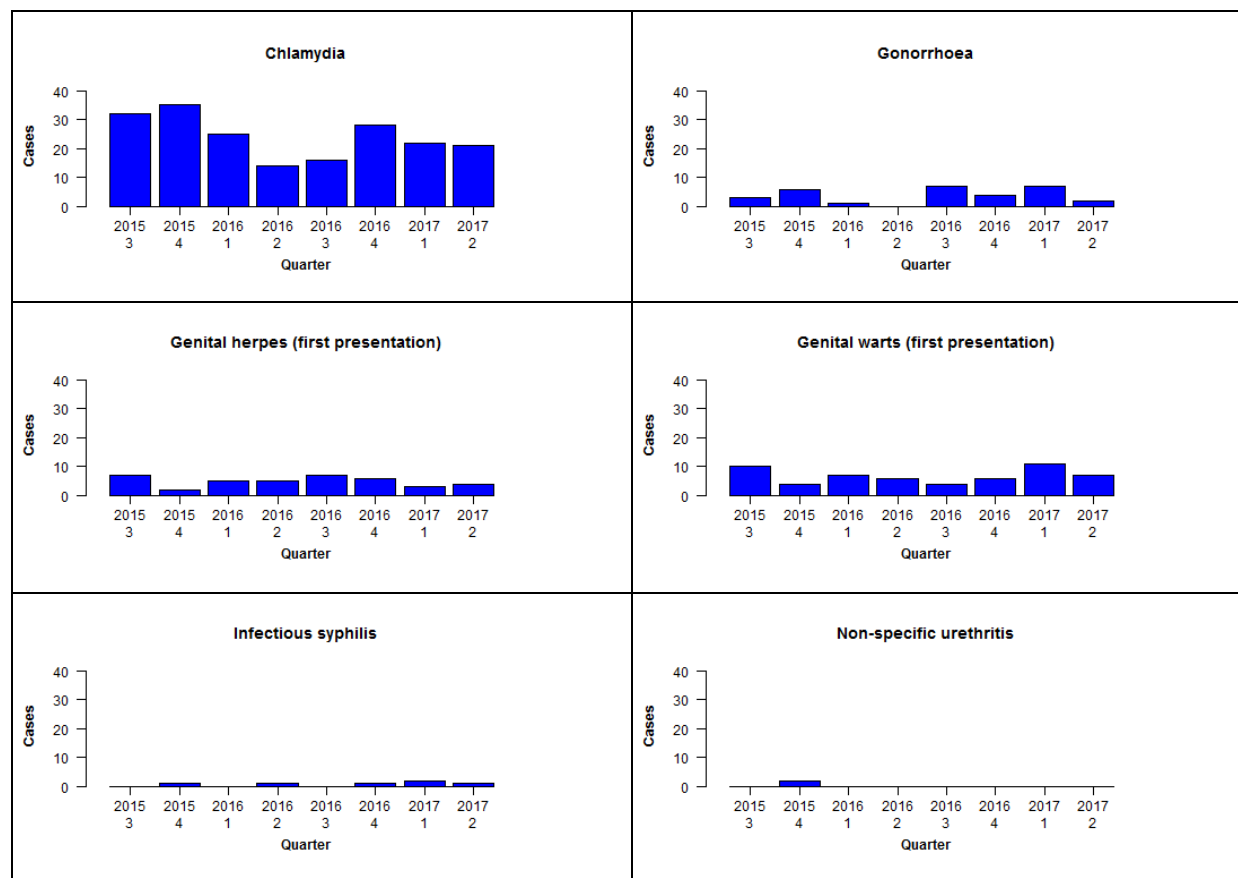 Chlamydia
40
30
20
10
0
Cases
2015 2015 2016 2016 2016 2016 2017 2017
3 4 1 2 3 4 1 2
Quarter
Gonorrhoea
40
30
20
10
0
Cases
2015 2015 2016 2016 2016 2016 2017 2017
3 4 1 2 3 4 1 2
Quarter
Genital herpes (first presentation)
40
30
20
10
0
Cases
2015 2015 2016 2016 2016 2016 2017 2017
3 4 1 2 3 4 1 2
Quarter
Genital warts (first presentation)
40
30
20
10
0
Cases
2015 2015 2016 2016 2016 2016 2017 2017
3 4 1 2 3 4 1 2
Quarter
Infectious syphilis
40
30
20
10
0
Cases
2015 2015 2016 2016 2016 2016 2017 2017
3 4 1 2 3 4 1 2
Quarter
Non-specific urethritis
40
30
20
10
0
Cases
2015 2015 2016 2016 2016 2016 2017 2017
3 4 1 2 3 4 1 2
Quarter